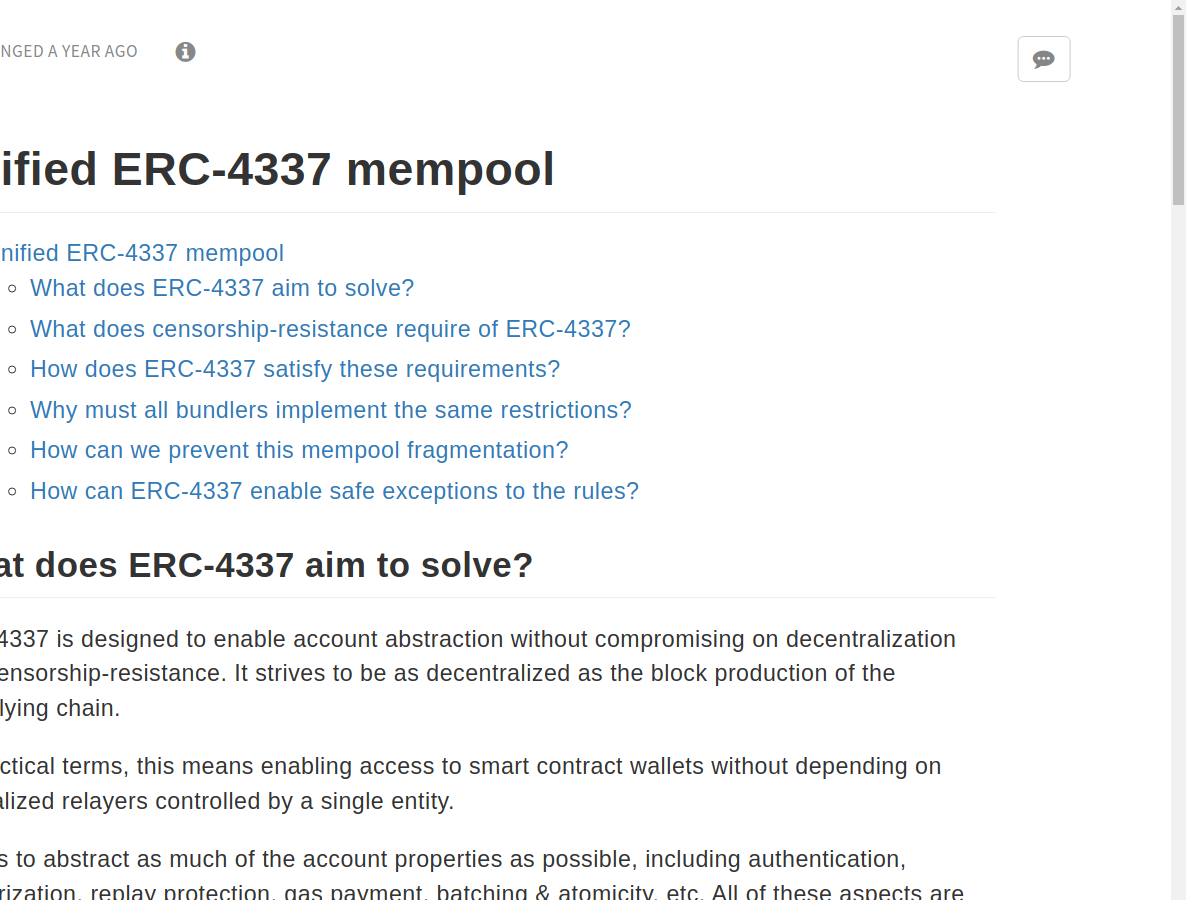 NGED A YEAR AGO
ified ERC-4337 mempool
nified ERC-4337 mempool
What does ERC-4337 aim to solve?
What does censorship-resistance require of ERC-4337?
How does ERC-4337 satisfy these requirements?
Why must all bundlers implement the same restrictions?
How can we prevent this mempool fragmentation?
How can ERC-4337 enable safe exceptions to the rules?
at does ERC-4337 aim to solve?
4337 is designed to enable account abstraction without compromising on decentralization
ensorship-resistance. It strives to be as decentralized as the block production of the
lying chain.
ctical terms, this means enabling access to smart contract wallets without depending on
alized relayers controlled by a single entity.
s to abstract as much of the account properties as possible, including authentication,
rization, replay protection, gas payment, batching & atomicity, etc. All of these aspects are